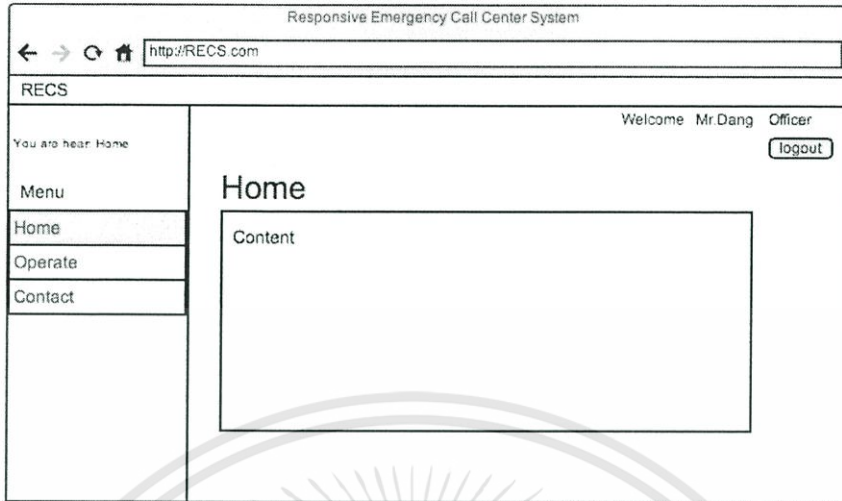 Responsive Emergency Call Center System
http://RECS.com
RECS
Welcome Mr.Dang Officer
You are hear: Home
logout
Menu
Home
Home
Content
Operate
Contact